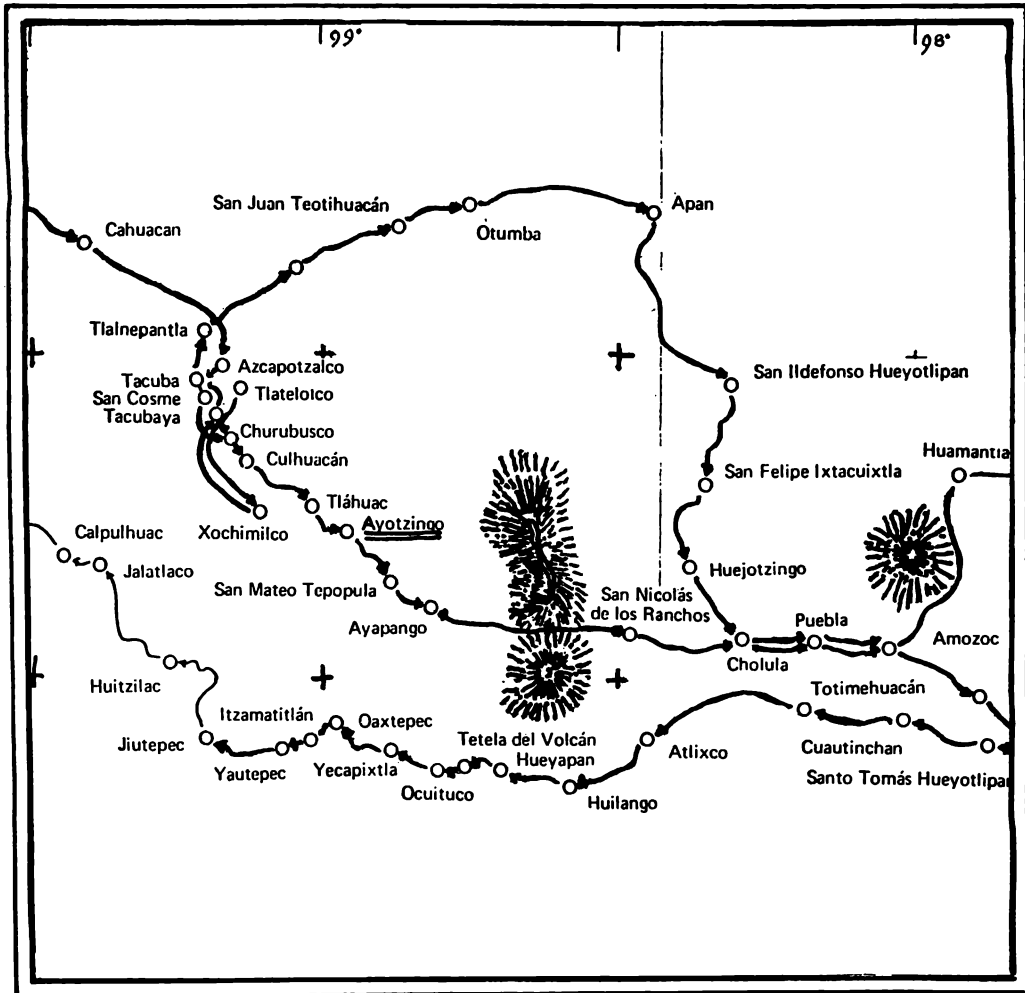 99°
98°
San Juan Teotihuacán
Apan
Cahuacan
Otumba
Tlalnepantla
Azcapotzalco
Tacuba
San Ildefonso Hueyotlipan
San Cosme
Tlatelolco
Tacubaya
Churubusco
Huamantla
Culhuacán
San Felipe Ixtacuixtla
Tláhuac
Ayotzingo
Xochimilco
Calpulhuac
Jalatlaco
Huejotzingo
San Mateo Tepopula
San Nicolás
de los Ranchos
Ayapango
Puebla
Amozoc
Cholula
Huitzilac
Totimehuacán
Itzamatitlán
Oaxtepec
Jiutepec
Tetela del Volcán
Atlixco
Cuautinchan
Yautepec
Yecapixtla
Hueyapan
Santo Tomás Hueyotlipan
Ocuituco
Huilango